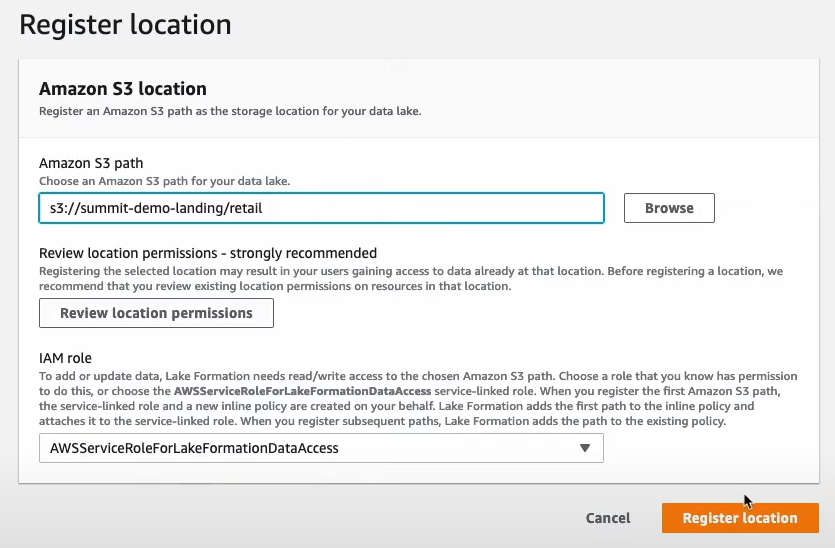 Register location
Amazon S3 location
Register an Amazon S3 path as the storage location for your data lake.
Amazon S3 path
Choose an Amazon S3 path for your data lake.
s3://summit-demo-landing/retail
Browse
Review location permissions - strongly recommended
Registering the selected location may result in your users gaining access to data already at that location. Before registering a location, we
recommend that you review existing location permissions on resources in that location.
Review location permissions
IAM role
To add or update data, Lake Formation needs read/write access to the chosen Amazon S3 path. Choose a role that you know has permission
to do this, or choose the AWSServiceRoleForLakeFormationDataAccess service-linked role. When you register the first Amazon S3 path,
the service-linked role and a new inline policy are created on your behalf. Lake Formation adds the first path to the inline policy and
attaches it to the service-linked role. When you register subsequent paths, Lake Formation adds the path to the existing policy.
AWSServiceRoleForLakeFormationDataAccess
Cancel
Register location